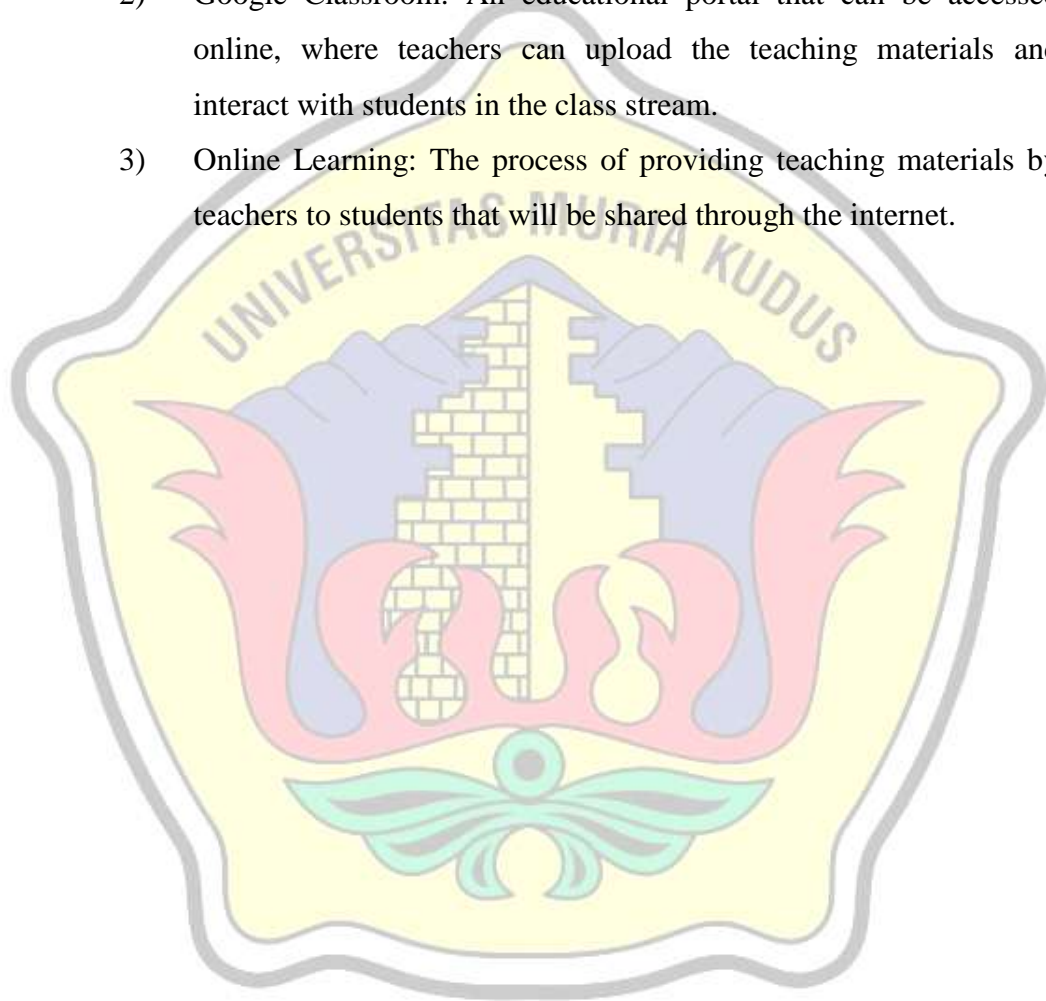 2) Google Classroom: An educational portal that can be accessed
online, where teachers can upload the teaching materials and
interact with students in the class stream.
3) Online Learning: The process of providing teaching materials by
teachers to students that will be shared through the internet.
UNIVERSITAS MURIA KUDUS